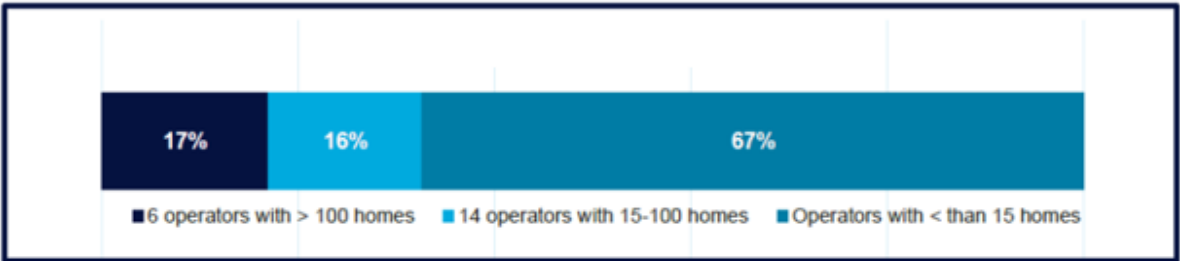 17% 16% 67%
6 operators with > 100 homes 14 operators with 15-100 homes Operators with < than 15 homes